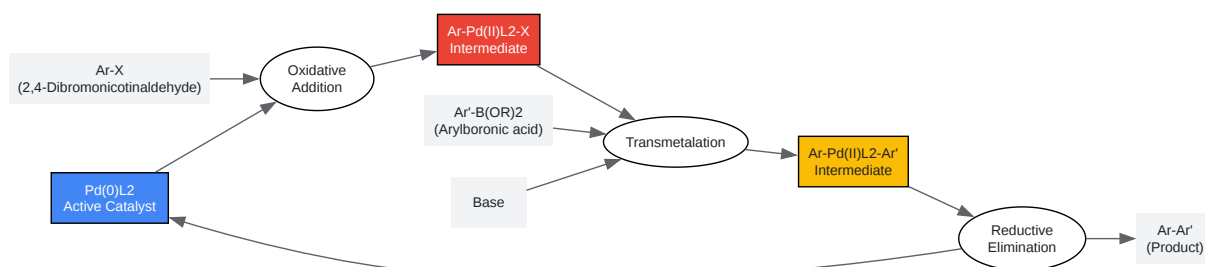 Ar-Pd(II)L2-X
Intermediate
Ar-X
(2,4-Dibromonicotinaldehyde)
Oxidative
Addition
Ar'-B(OR)2
(Arylboronic acid)
Transmetalation
Ar-Pd(II)L2-Ar'
Intermediate
Pd(0)L2
Active Catalyst
Base
Reductive
Elimination
Ar-Ar'
(Product)